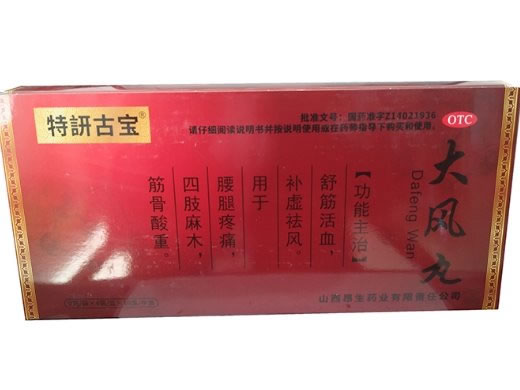 特研古宝®
批准文号：国药准字Z14021936
请仔细阅读说明书并按说明使用或在药师指导下购买和使用。
OTC
大风丸
Dafeng Wan
【功能主治】
舒筋活血，
补虚祛风。
用于
腰腿疼痛，
四肢麻木，
筋骨酸重。
山西昂生药业有限责任公司